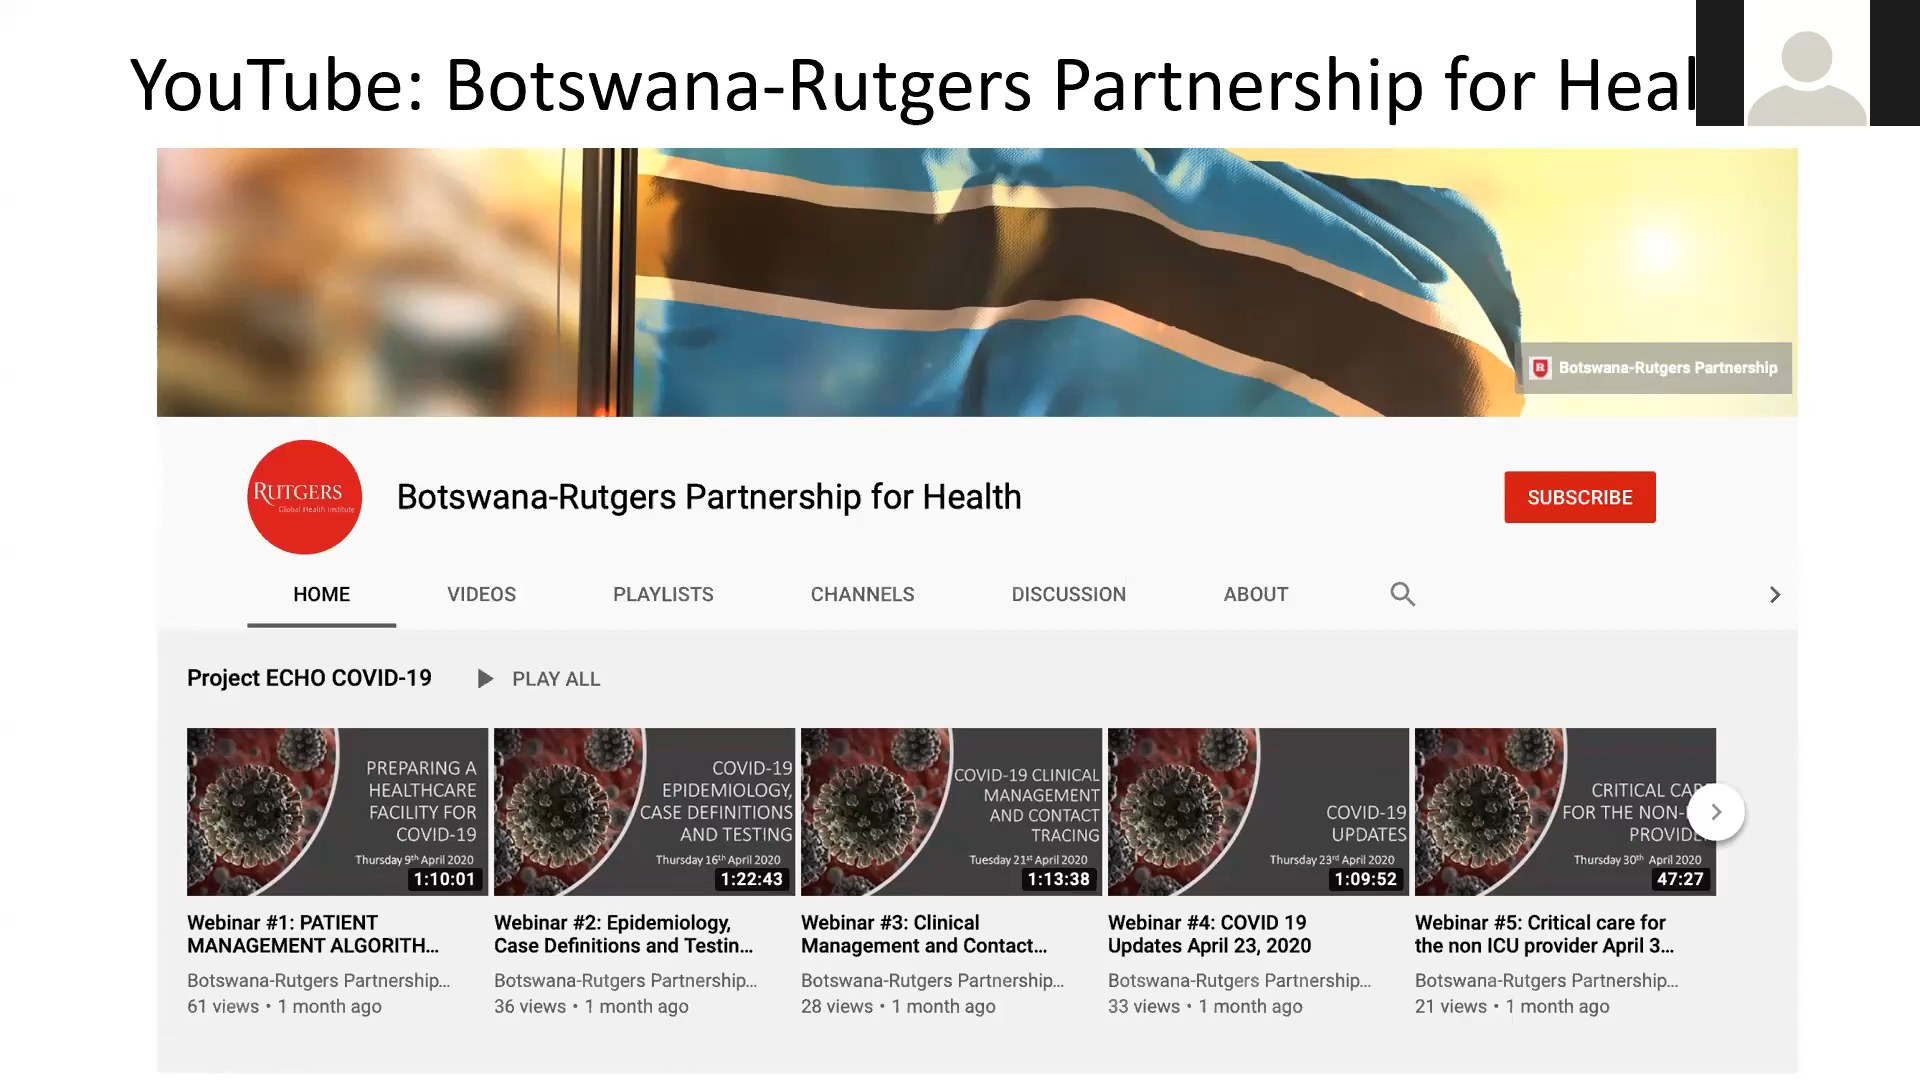 YouTube: Botswana-Rutgers Partnership for Heal
Botswana-Rutgers Partnership
RUTGERS
Global Health Institute
Botswana-Rutgers Partnership for Health
SUBSCRIBE
HOME VIDEOS PLAYLISTS CHANNELS DISCUSSION ABOUT
Project ECHO COVID-19 PLAY ALL
PREPARING A
HEALTHCARE
FACILITY FOR
COVID-19
Thursday 9th April 2020
1:10:01
Webinar #1: PATIENT
MANAGEMENT ALGORITH...
Botswana-Rutgers Partnership...
61 views • 1 month ago
COVID-19
EPIDEMIOLOGY,
CASE DEFINITIONS
AND TESTING
Thursday 16th April 2020
1:22:43
Webinar #2: Epidemiology,
Case Definitions and Testin...
Botswana-Rutgers Partnership...
36 views • 1 month ago
COVID-19 CLINICAL
MANAGEMENT
AND CONTACT
TRACING
Tuesday 21st April 2020
1:13:38
Webinar #3: Clinical
Management and Contact...
Botswana-Rutgers Partnership...
28 views • 1 month ago
COVID-19
UPDATES
Thursday 23rd April 2020
1:09:52
Webinar #4: COVID 19
Updates April 23, 2020
Botswana-Rutgers Partnership...
33 views • 1 month ago
CRITICAL CAR
FOR THE NON-
PROVIDE
Thursday 30th April 2020
47:27
Webinar #5: Critical care for
the non ICU provider April 3...
Botswana-Rutgers Partnership...
21 views • 1 month ago